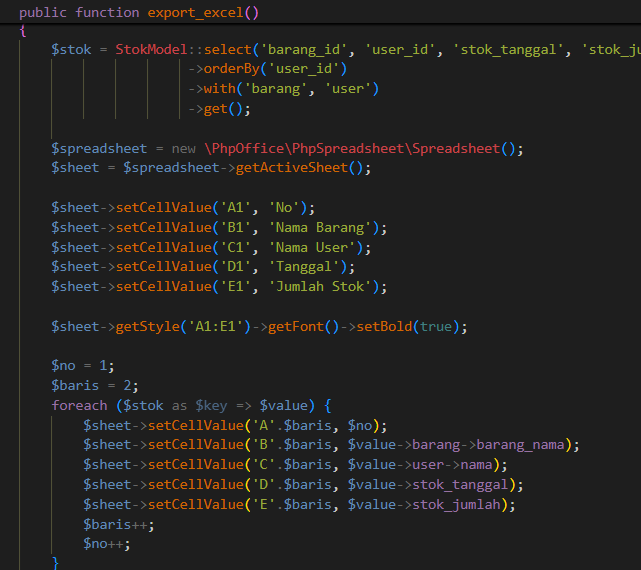 public function export_excel()
{
$stok = StokModel::select('barang_id', 'user_id', 'stok_tanggal', 'stok_ju
->orderBy('user_id')
->with('barang', 'user')
->get();
$spreadsheet = new \PhpOffice\PhpSpreadsheet\Spreadsheet();
$sheet = $spreadsheet->getActiveSheet();
$sheet->setCellValue('A1', 'No');
$sheet->setCellValue('B1', 'Nama Barang');
$sheet->setCellValue('C1', 'Nama User');
$sheet->setCellValue('D1', 'Tanggal');
$sheet->setCellValue('E1', 'Jumlah Stok');
$sheet->getStyle('A1:E1')->getFont()->setBold(true);
$no = 1;
$baris = 2;
foreach ($stok as $key => $value) {
$sheet->setCellValue('A'.$baris, $no);
$sheet->setCellValue('B'.$baris, $value->barang->barang_nama);
$sheet->setCellValue('C'.$baris, $value->user->nama);
$sheet->setCellValue('D'.$baris, $value->stok_tanggal);
$sheet->setCellValue('E'.$baris, $value->stok_jumlah);
$baris++;
$no++;
}